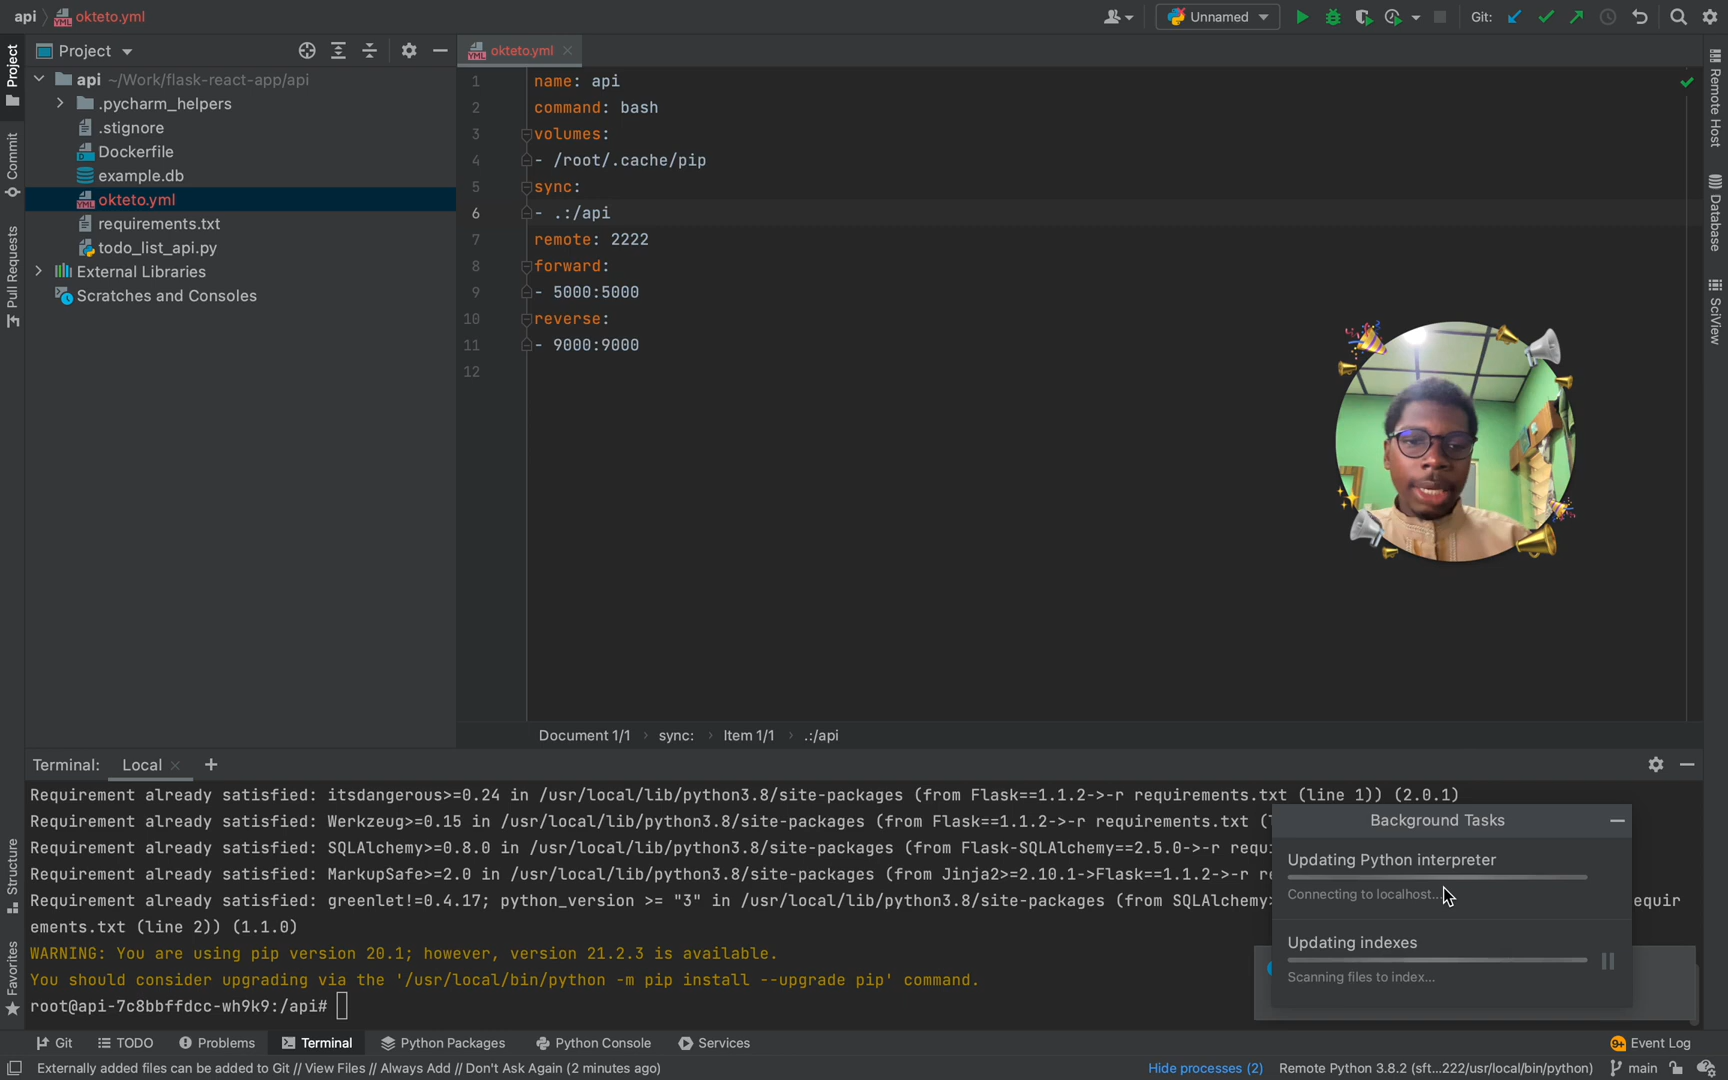 api
okteto.yml
Unnamed
Git:
Project
okteto.yml
api ~/Work/flask-react-app/api
.pycharm_helpers
.stignore
Dockerfile
example.db
okteto.yml
requirements.txt
todo_list_api.py
External Libraries
Scratches and Consoles
Project
Commit
Pull Requests
Structure
Favorites
1 name: api
2 command: bash
3 volumes:
4 - /root/.cache/pip
5 sync:
6 - .:/api
7 remote: 2222
8 forward:
9 - 5000:5000
10 reverse:
11 - 9000:9000
12
Remote Host
Database
SciView
Document 1/1 › sync: › Item 1/1 › .:/api
Terminal: Local
Requirement already satisfied: itsdangerous>=0.24 in /usr/local/lib/python3.8/site-packages (from Flask==1.1.2->-r requirements.txt (line 1)) (2.0.1)
Requirement already satisfied: Werkzeug>=0.15 in /usr/local/lib/python3.8/site-packages (from Flask==1.1.2->-r requirements.txt
Requirement already satisfied: SQLAlchemy>=0.8.0 in /usr/local/lib/python3.8/site-packages (from Flask-SQLAlchemy==2.5.0->-r requ
Requirement already satisfied: MarkupSafe>=2.0 in /usr/local/lib/python3.8/site-packages (from Jinja2>=2.10.1->Flask==1.1.2->-r re
Requirement already satisfied: greenlet!=0.4.17; python_version >= "3" in /usr/local/lib/python3.8/site-packages (from SQLAlchemy> equir
ements.txt (line 2)) (1.1.0)
WARNING: You are using pip version 20.1; however, version 21.2.3 is available.
You should consider upgrading via the '/usr/local/bin/python -m pip install --upgrade pip' command.
root@api-7c8bbffdcc-wh9k9:/api#
Background Tasks
Updating Python interpreter
Connecting to localhost...
Updating indexes
Scanning files to index...
Git
TODO
Problems
Terminal
Python Packages
Python Console
Services
9+ Event Log
Externally added files can be added to Git // View Files // Always Add // Don't Ask Again (2 minutes ago)
Hide processes (2)
Remote Python 3.8.2 (sft...222/usr/local/bin/python)
main